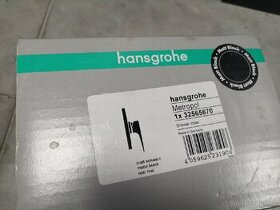 hansgrohe
Matt Black
hansgrohe
Metropol
1x 32565670
Shower mixer
Made in Germany
matt schwarz
matt black
noir mat
4 059625 231906